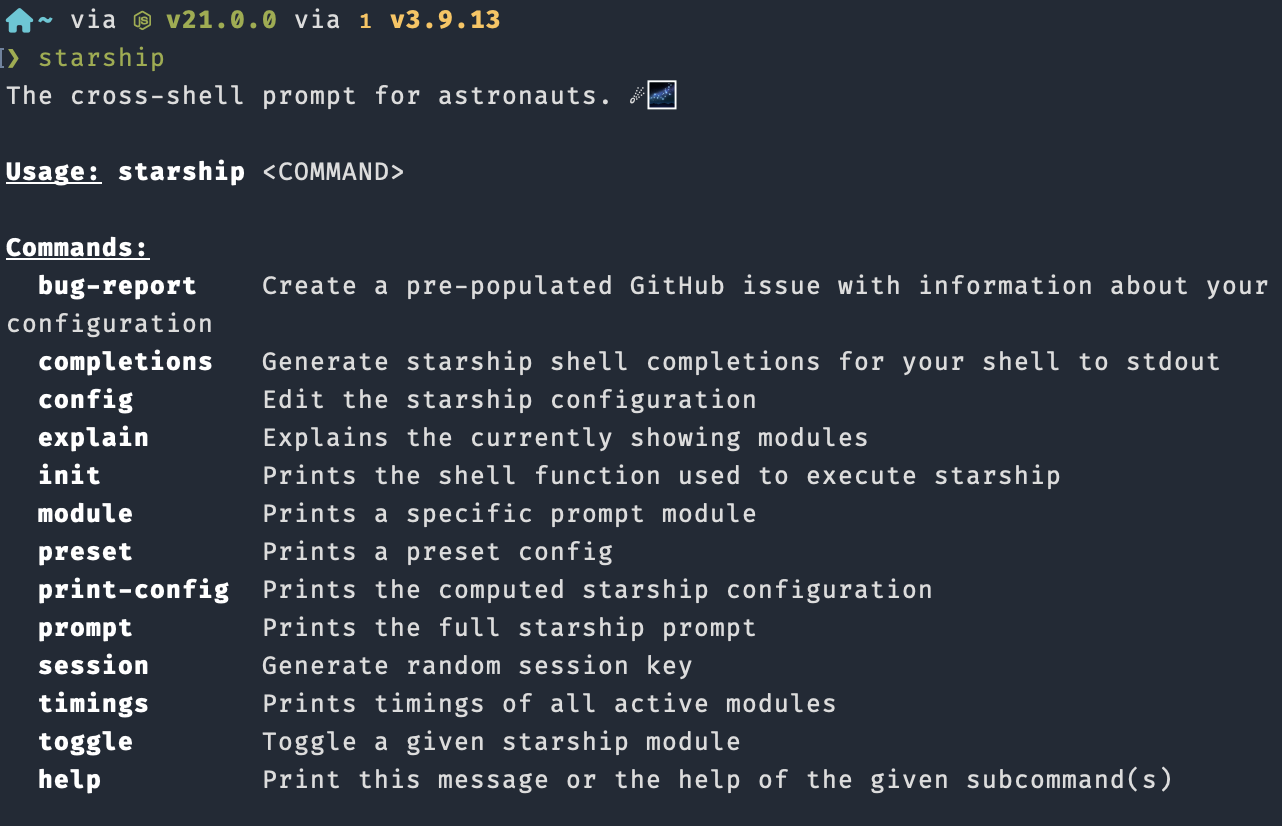 ~ via v21.0.0 via 1 v3.9.13
❯ starship
The cross-shell prompt for astronauts. ☄🌌
Usage: starship <COMMAND>
Commands:
bug-report Create a pre-populated GitHub issue with information about your
configuration
completions Generate starship shell completions for your shell to stdout
config Edit the starship configuration
explain Explains the currently showing modules
init Prints the shell function used to execute starship
module Prints a specific prompt module
preset Prints a preset config
print-config Prints the computed starship configuration
prompt Prints the full starship prompt
session Generate random session key
timings Prints timings of all active modules
toggle Toggle a given starship module
help Print this message or the help of the given subcommand(s)